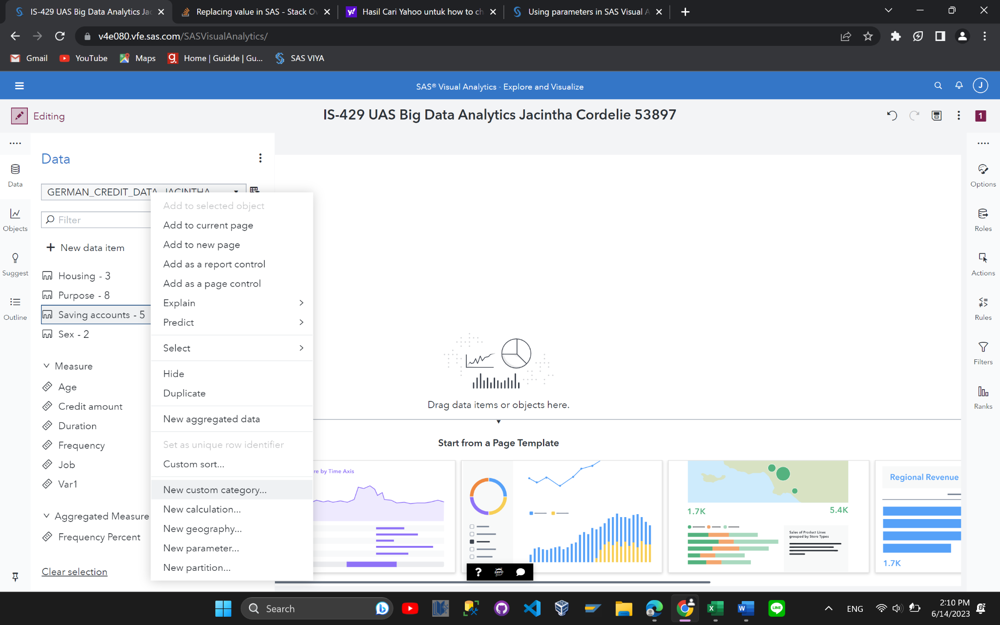 IS-429 UAS Big Data Analytics Jac
Replacing value in SAS - Stack Ov
Hasil Cari Yahoo untuk how to ch
Using parameters in SAS Visual A
v4e080.vfe.sas.com/SASVisualAnalytics/
Gmail
YouTube
Maps
Home | Guidde | Gu...
SAS VIYA
SAS® Visual Analytics - Explore and Visualize
J
Editing
IS-429 UAS Big Data Analytics Jacintha Cordelie 53897
1
Data
Objects
Suggest
Outline
Data
GERMAN_CREDIT_DATA_JACINTHA
Filter
New data item
Housing - 3
Purpose - 8
Saving accounts - 5
Sex - 2
Measure
Age
Credit amount
Duration
Frequency
Job
Var1
Aggregated Measure
Frequency Percent
Clear selection
Add to selected object
Add to current page
Add to new page
Add as a report control
Add as a page control
Explain
Predict
Select
Hide
Duplicate
New aggregated data
Set as unique row identifier
Custom sort...
New custom category...
New calculation...
New geography...
New parameter...
New partition...
Drag data items or objects here.
Start from a Page Template
re by Time Axis
1.7K
5.4K
Sales of Product Lines
grouped by Store Types
Regional Revenue
1.7K
?
jupyter
Options
Roles
Actions
Rules
Filters
Ranks
Search
LINE
ENG
2:10 PM
6/14/2023